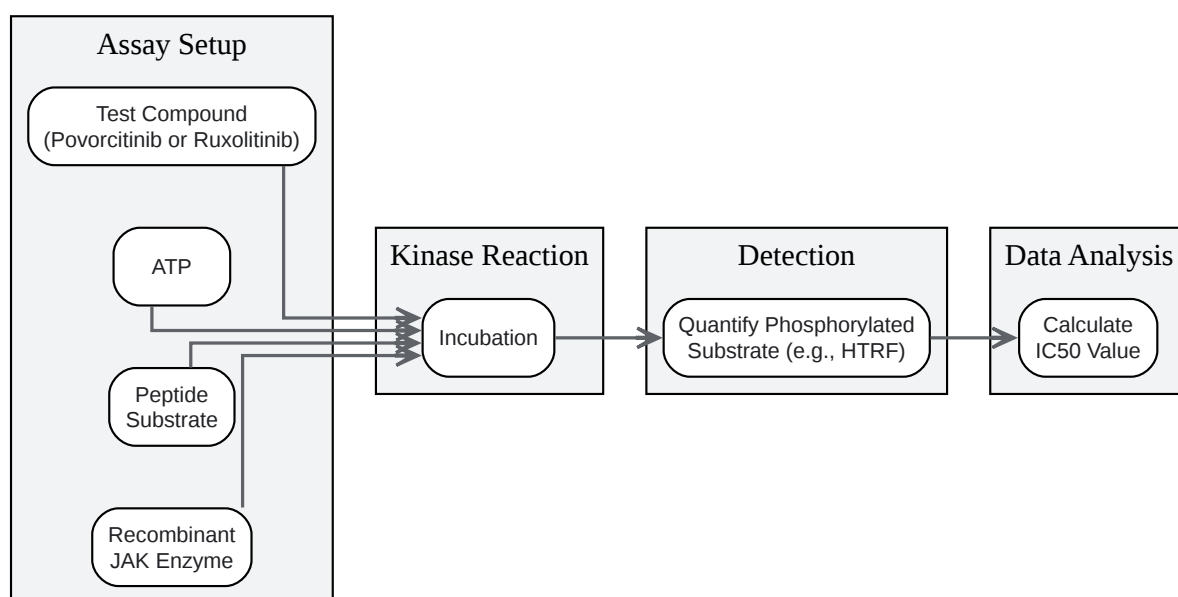 Assay Setup
Test Compound
(Povorcitinib or Ruxolitinib)
ATP
Peptide
Substrate
Recombinant
JAK Enzyme
Kinase Reaction
Incubation
Detection
Quantify Phosphorylated
Substrate (e.g., HTRF)
Data Analysis
Calculate
IC50 Value